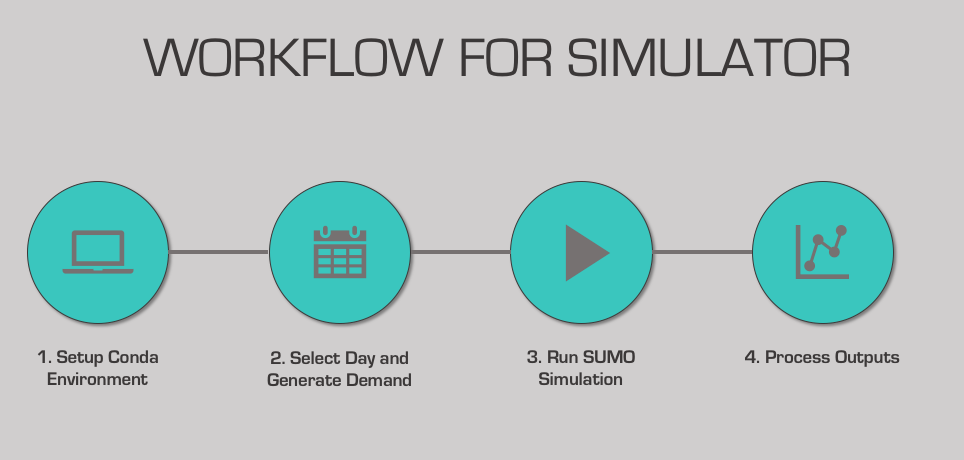 WORKFLOW FOR SIMULATOR
1. Setup Conda
Environment
2. Select Day and
Generate Demand
3. Run SUMO
Simulation
4. Process Outputs